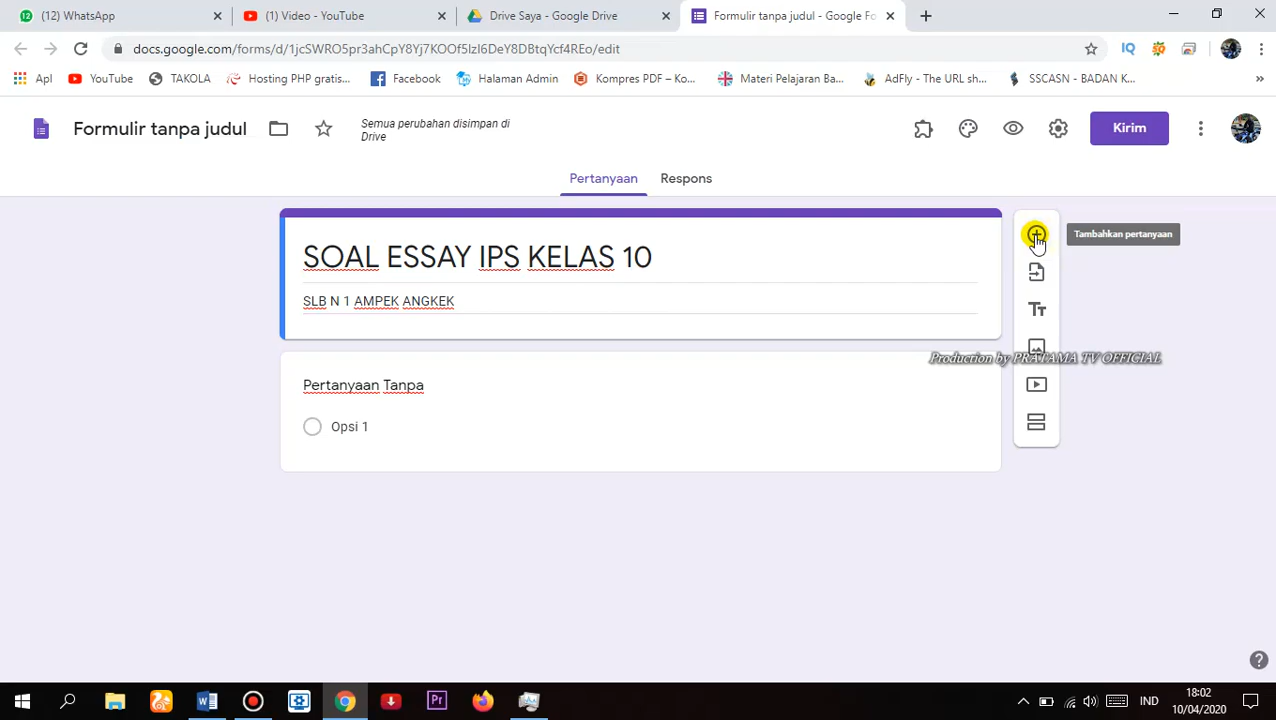 (12) WhatsApp
(1) Video - YouTube
Drive Saya - Google Drive
Formulir tanpa judul - Google Fo
docs.google.com/forms/d/1jcSWRO5pr3ahCpY8Yj7KOOf5lzI6DeY8DBtqYcf4REo/edit
Apl
YouTube
TAKOLA
Hosting PHP gratis...
Facebook
Halaman Admin
Kompres PDF – Ko...
Materi Pelajaran Ba...
AdFly - The URL sh...
SSCASN - BADAN K...
Formulir tanpa judul
Semua perubahan disimpan di
Drive
Kirim
Pertanyaan
Respons
SOAL ESSAY IPS KELAS 10
Tambahkan pertanyaan
SLB N 1 AMPEK ANGKEK
Production by PRATAMA TV OFFICIAL
Pertanyaan Tanpa
Opsi 1
IND
18:02
10/04/2020